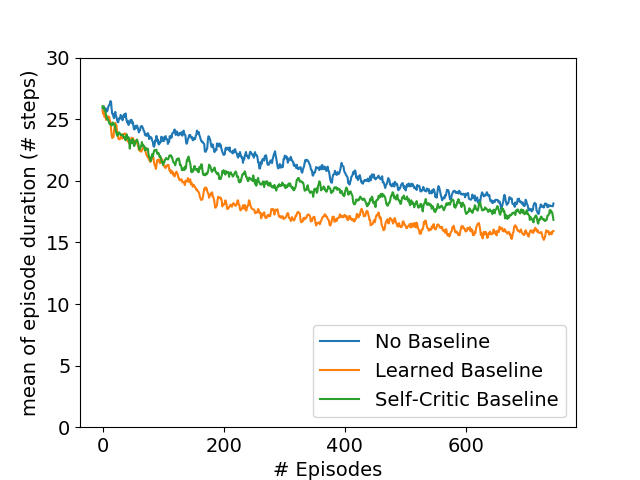 mean of episode duration (# steps)
30
25
20
15
10
5
0
0 200 400 600
# Episodes
No Baseline
Learned Baseline
Self-Critic Baseline